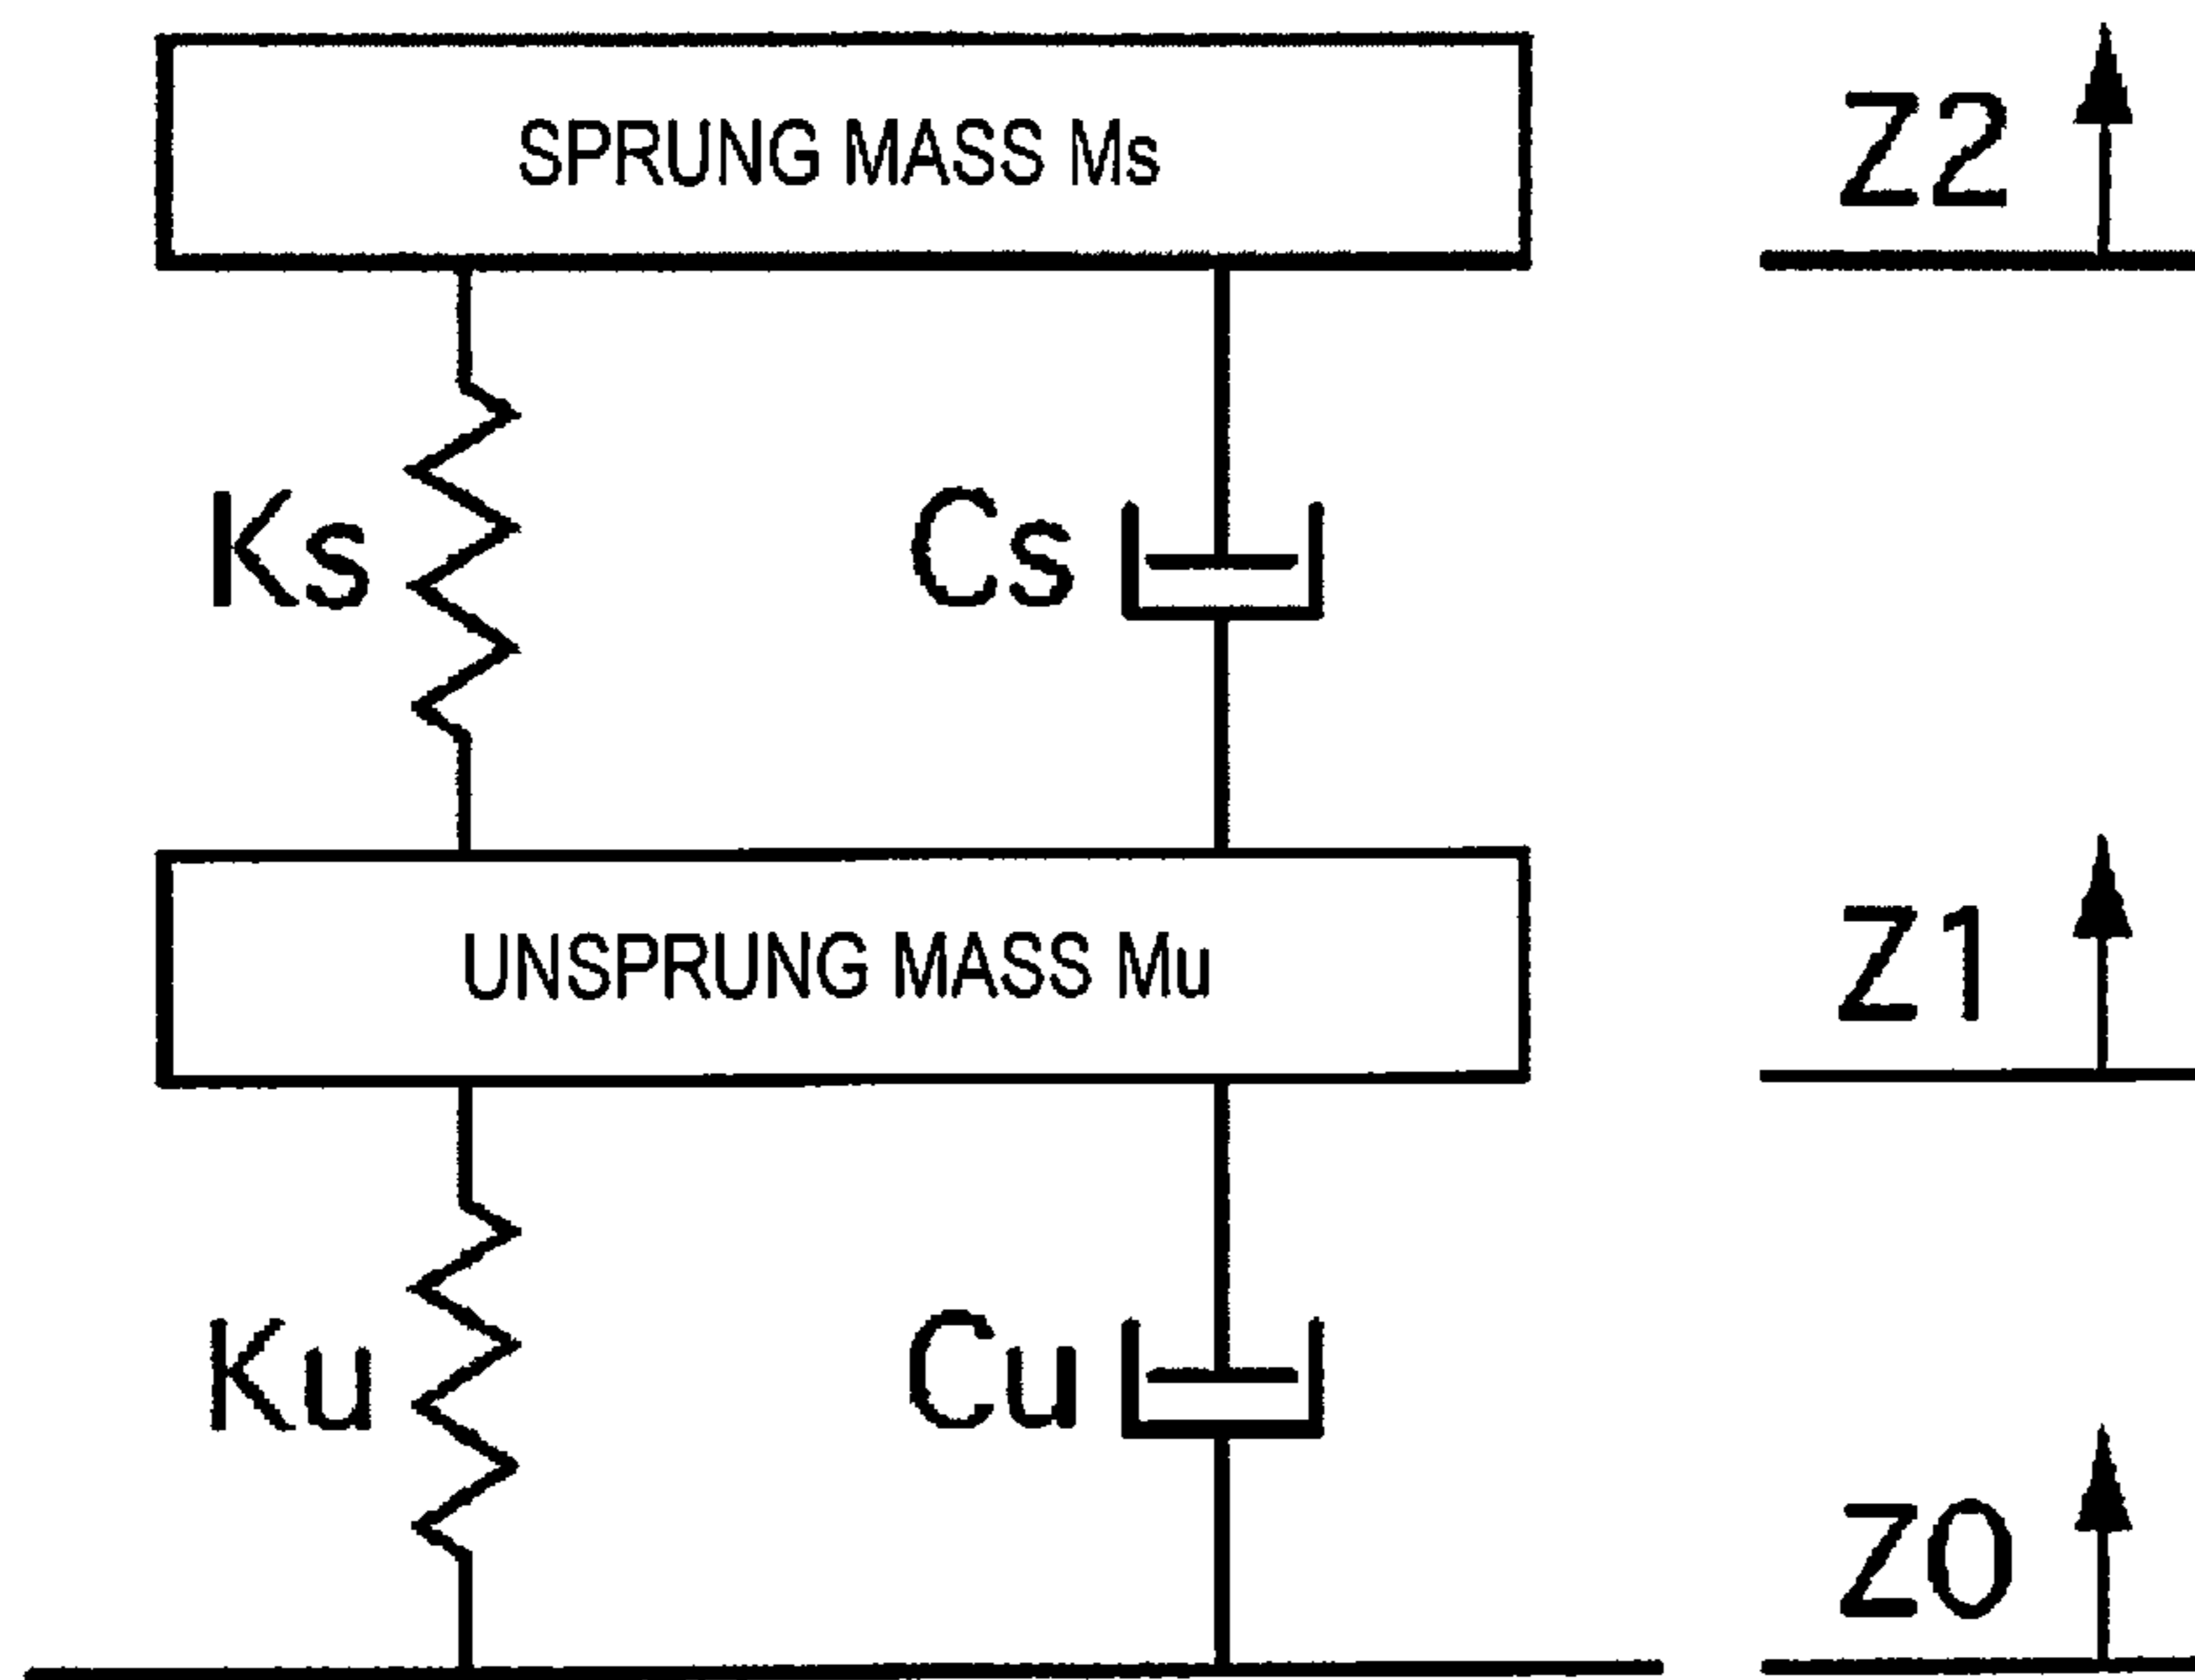 SPRUNG MASS Ms
Z2
Ks
Cs
UNSPRUNG MASS Mu
Z1
Ku
Cu
Z0